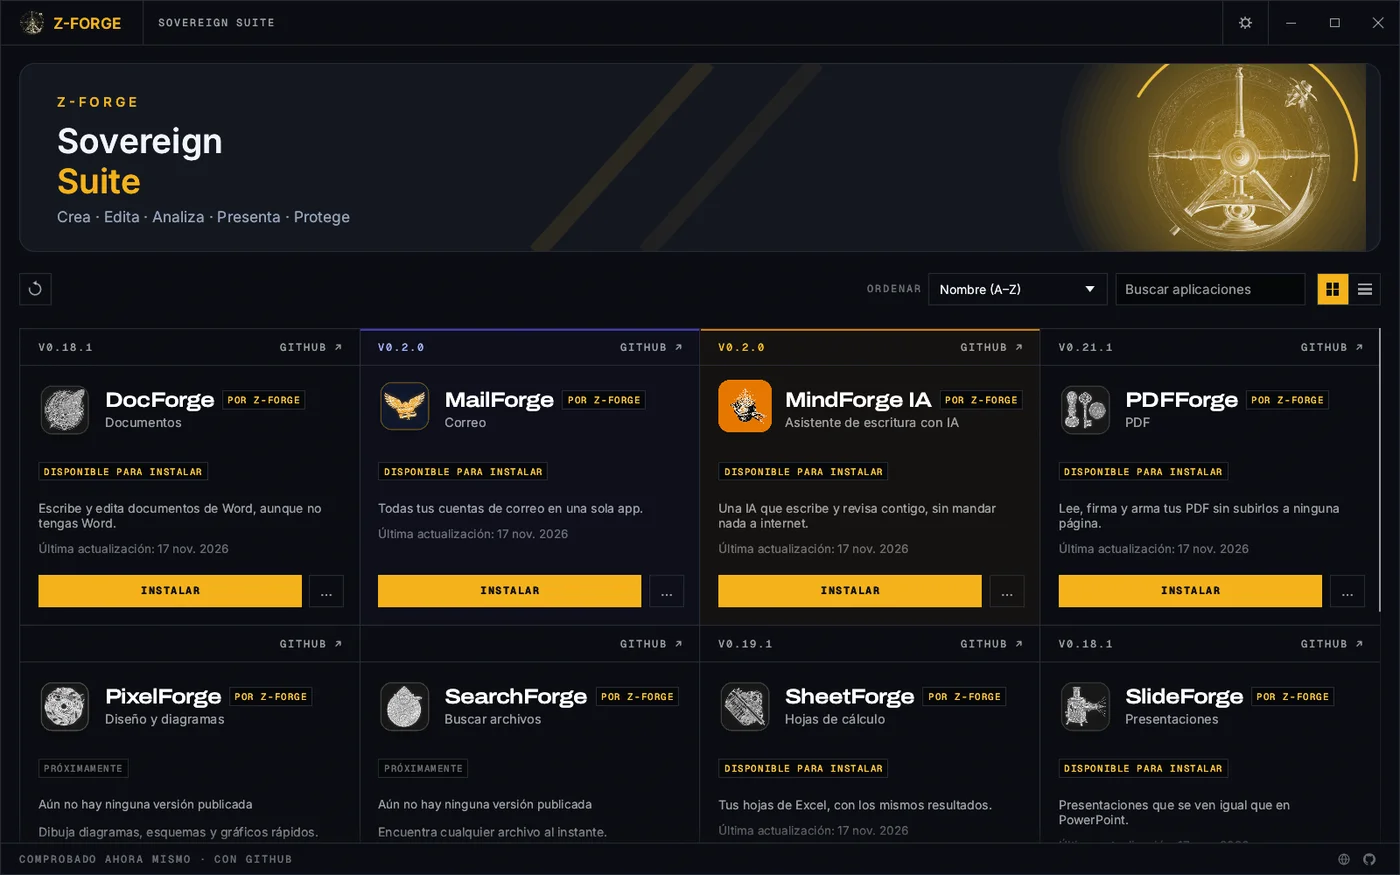 Z-FORGE
SOVEREIGN SUITE
Z-FORGE
Sovereign
Suite
Crea · Edita · Analiza · Presenta · Protege
ORDENAR
Nombre (A–Z)
Buscar aplicaciones
V0.18.1
GITHUB ↗
DocForge
POR Z-FORGE
Documentos
DISPONIBLE PARA INSTALAR
Escribe y edita documentos de Word, aunque no
tengas Word.
Última actualización: 17 nov. 2026
INSTALAR
...
V0.2.0
GITHUB ↗
MailForge
POR Z-FORGE
Correo
DISPONIBLE PARA INSTALAR
Todas tus cuentas de correo en una sola app.
Última actualización: 17 nov. 2026
INSTALAR
...
V0.2.0
GITHUB ↗
MindForge IA
POR Z-FORGE
Asistente de escritura con IA
DISPONIBLE PARA INSTALAR
Una IA que escribe y revisa contigo, sin mandar
nada a internet.
Última actualización: 17 nov. 2026
INSTALAR
...
V0.21.1
GITHUB ↗
PDFForge
POR Z-FORGE
PDF
DISPONIBLE PARA INSTALAR
Lee, firma y arma tus PDF sin subirlos a ninguna
página.
Última actualización: 17 nov. 2026
INSTALAR
...
GITHUB ↗
PixelForge
POR Z-FORGE
Diseño y diagramas
PRÓXIMAMENTE
Aún no hay ninguna versión publicada
Dibuja diagramas, esquemas y gráficos rápidos.
GITHUB ↗
SearchForge
POR Z-FORGE
Buscar archivos
PRÓXIMAMENTE
Aún no hay ninguna versión publicada
Encuentra cualquier archivo al instante.
V0.19.1
GITHUB ↗
SheetForge
POR Z-FORGE
Hojas de cálculo
DISPONIBLE PARA INSTALAR
Tus hojas de Excel, con los mismos resultados.
Última actualización: 17 nov. 2026
V0.18.1
GITHUB ↗
SlideForge
POR Z-FORGE
Presentaciones
DISPONIBLE PARA INSTALAR
Presentaciones que se ven igual que en
PowerPoint.
COMPROBADO AHORA MISMO · CON GITHUB